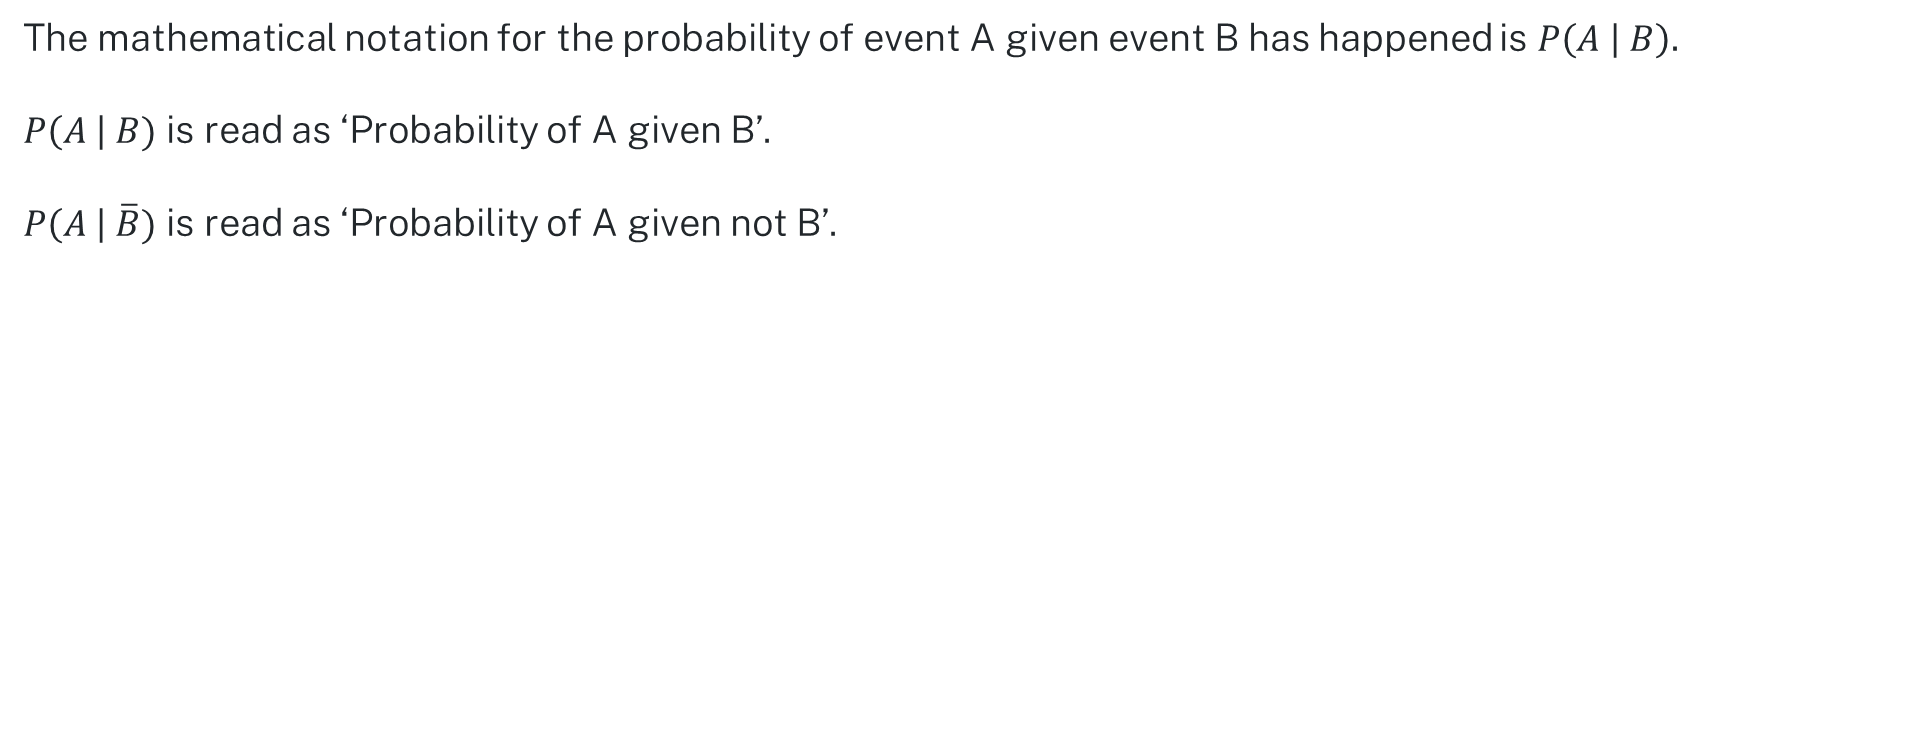 The mathematical notation for the probability of event A given event B has happened is P(A | B).
P(A | B) is read as ‘Probability of A given B’.
P(A | B̅) is read as ‘Probability of A given not B’.